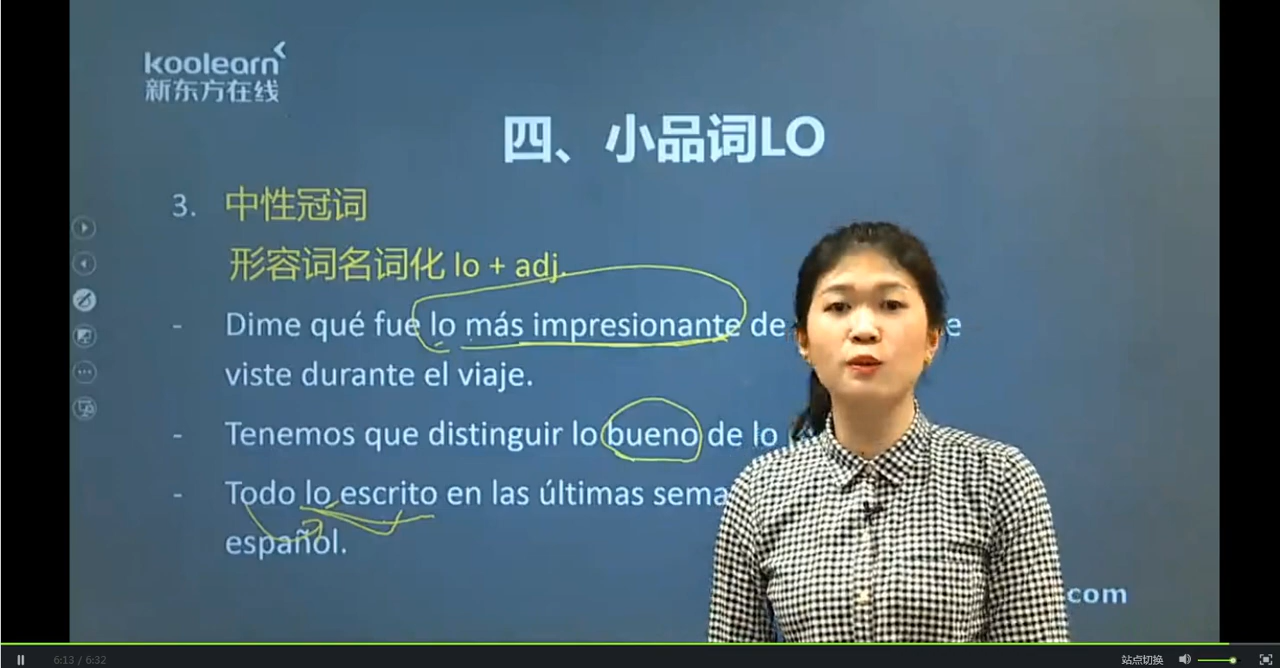 koolearn
新东方在线
四、小品词LO
3. 中性冠词
形容词名词化 lo + adj.
- Dime qué fue lo más impresionante de
viste durante el viaje.
- Tenemos que distinguir lo bueno de lo
- Todo lo escrito en las últimas
español.
.com
6:13 / 6:32
站点切换